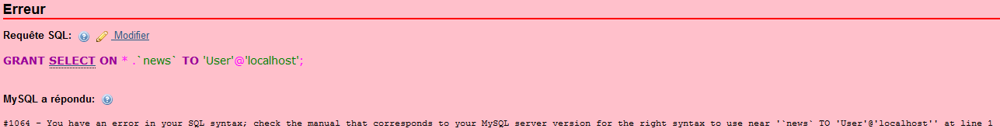 Erreur
Requête SQL: Modifier
GRANT SELECT ON * .`news` TO 'User'@'localhost';
MySQL a répondu:
#1064 - You have an error in your SQL syntax; check the manual that corresponds to your MySQL server version for the right syntax to use near '`news` TO 'User'@'localhost'' at line 1